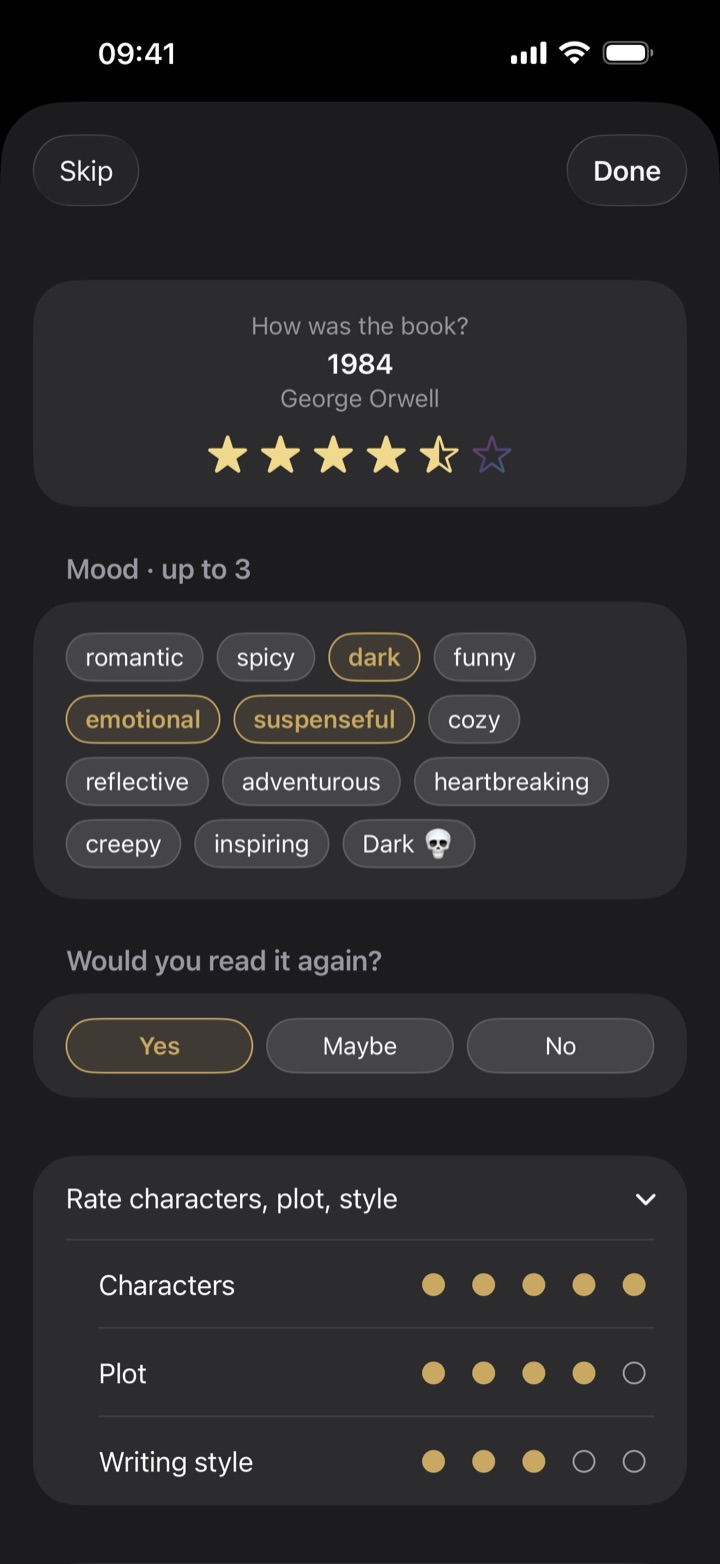 09:41
Skip
Done
How was the book?
1984
George Orwell
Mood · up to 3
romantic spicy dark funny
emotional suspenseful cozy
reflective adventurous heartbreaking
creepy inspiring Dark 💀
Would you read it again?
Yes Maybe No
Rate characters, plot, style
Characters
Plot
Writing style